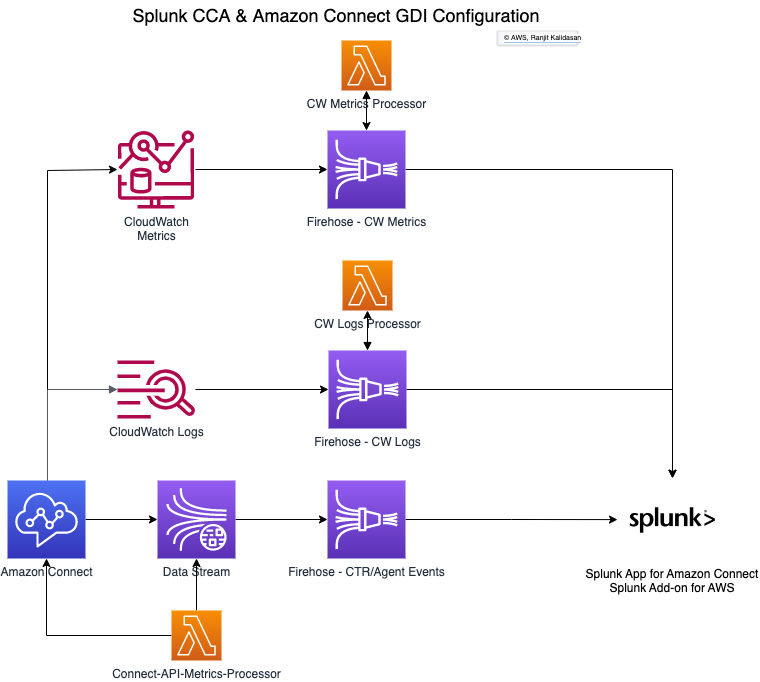 Splunk CCA & Amazon Connect GDI Configuration
© AWS, Ranjit Kalidasan
CW Metrics Processor
CloudWatch
Metrics
Firehose - CW Metrics
CW Logs Processor
CloudWatch Logs
Firehose - CW Logs
splunk>
Amazon Connect
Data Stream
Firehose - CTR/Agent Events
Splunk App for Amazon Connect
Splunk Add-on for AWS
Connect-API-Metrics-Processor